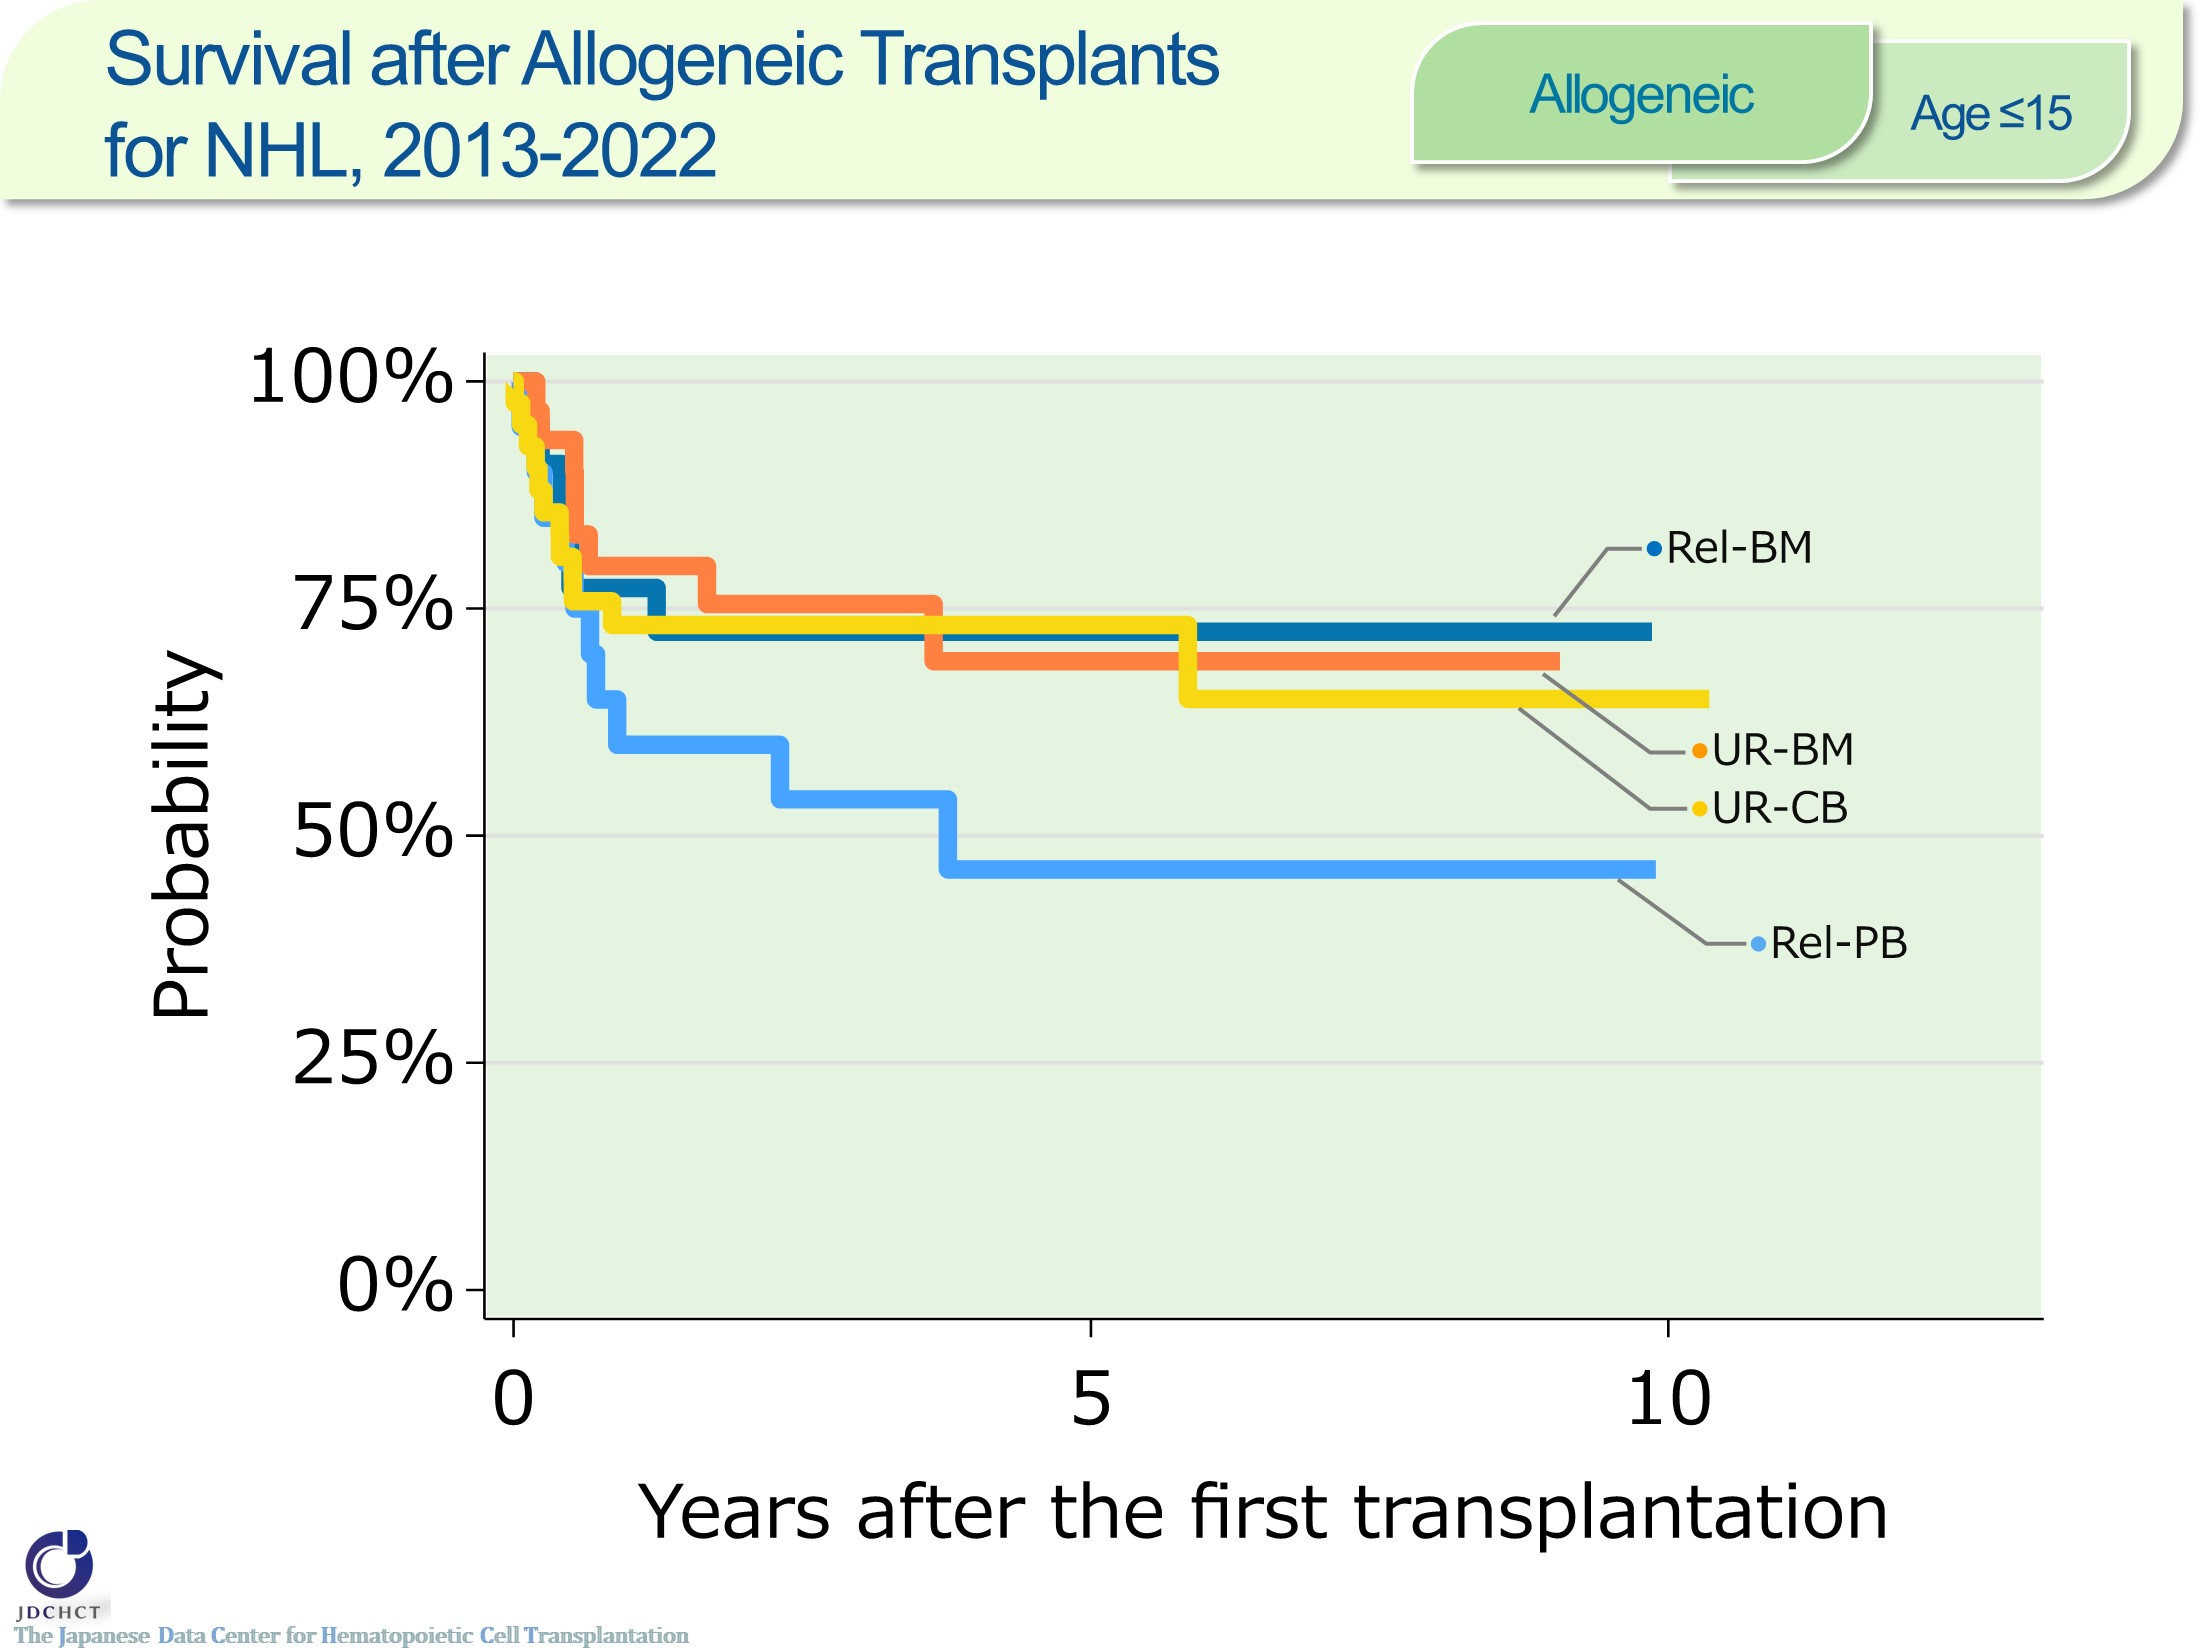 Survival after Allogeneic Transplants
for NHL, 2013-2022
Allogeneic
Age ≤15
100%
75%
50%
25%
0%
Probability
Rel-BM
UR-BM
UR-CB
Rel-PB
0
5
10
Years after the first transplantation
JDCHCT
The Japanese Data Center for Hematopoietic Cell Transplantation